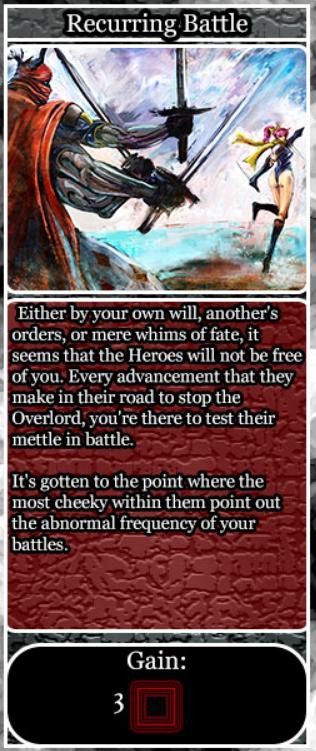 Recurring Battle
Either by your own will, another's
orders, or mere whims of fate, it
seems that the Heroes will not be free
of you. Every advancement that they
make in their road to stop the
Overlord, you're there to test their
mettle in battle.
It's gotten to the point where the
most cheeky within them point out
the abnormal frequency of your
battles.
Gain:
3